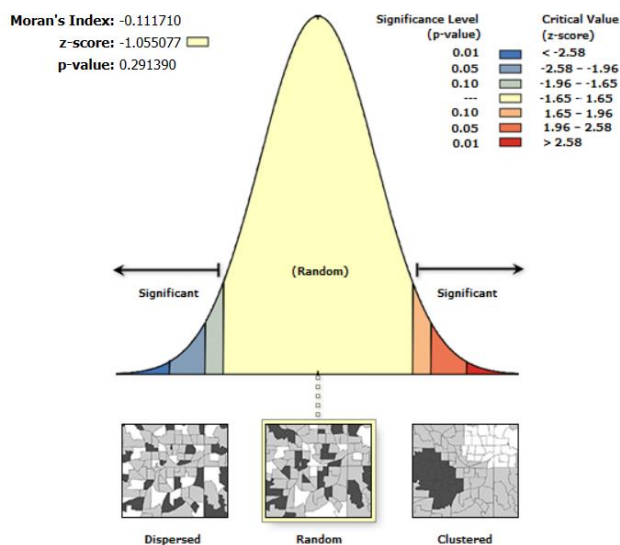 Moran's Index: -0.111710
z-score: -1.055077
p-value: 0.291390
Significance Level (p-value)
Critical Value (z-score)
0.01 < -2.58
0.05 -2.58 – -1.96
0.10 -1.96 – -1.65
--- -1.65 – 1.65
0.10 1.65 – 1.96
0.05 1.96 – 2.58
0.01 > 2.58
(Random)
Significant
Significant
Dispersed
Random
Clustered